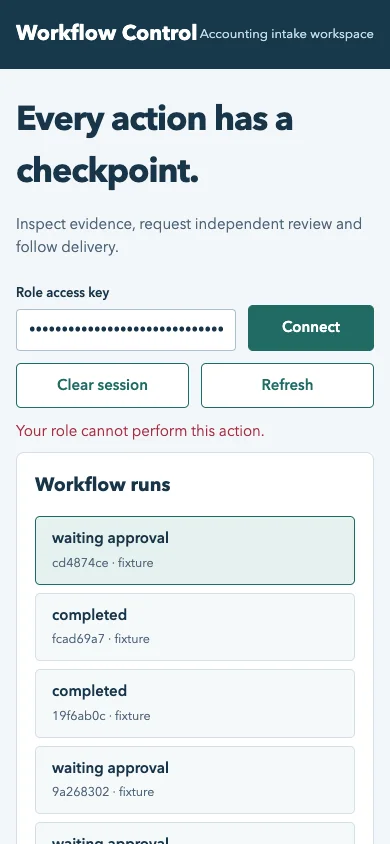 Workflow Control Accounting intake workspace
Every action has a
checkpoint.
Inspect evidence, request independent review and
follow delivery.
Role access key
••••••••••••••••••••••••••••••
Connect
Clear session
Refresh
Your role cannot perform this action.
Workflow runs
waiting approval
cd4874ce · fixture
completed
fcad69a7 · fixture
completed
19f6ab0c · fixture
waiting approval
9a268302 · fixture
waiting approval